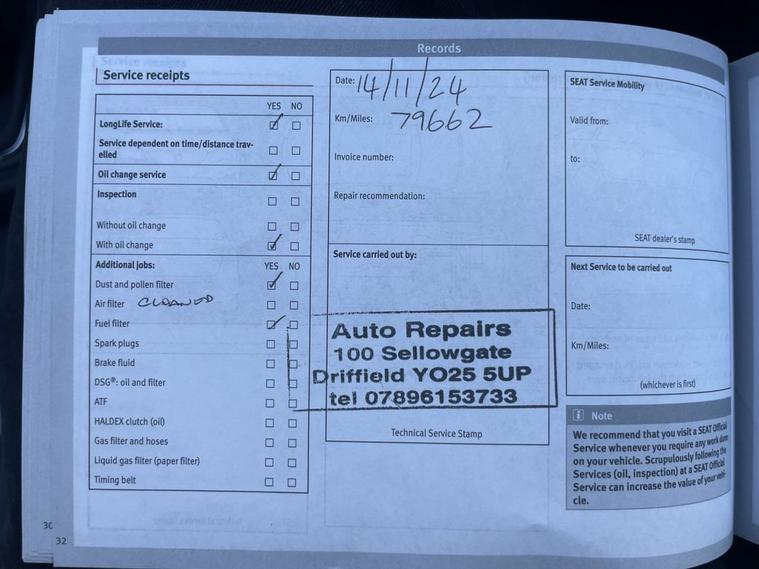 Records
Service receipts
YES NO
LongLife Service:
Service dependent on time/distance trav-
elled
Oil change service
Inspection
Without oil change
With oil change
Additional jobs: YES NO
Dust and pollen filter
Air filter CLEANED
Fuel filter
Spark plugs
Brake fluid
DSG®: oil and filter
ATF
HALDEX clutch (oil)
Gas filter and hoses
Liquid gas filter (paper filter)
Timing belt
Date: 14/11/24
Km/Miles: 79662
Invoice number:
Repair recommendation:
Service carried out by:
Auto Repairs
100 Sellowgate
Driffield YO25 5UP
tel 07896153733
Technical Service Stamp
SEAT Service Mobility
Valid from:
to:
SEAT dealer's stamp
Next Service to be carried out
Date:
Km/Miles:
(whichever is first)
i Note
We recommend that you visit a SEAT Official
Service whenever you require any work done
on your vehicle. Scrupulously following the
Services (oil, inspection) at a SEAT Official
Service can increase the value of your vehi-
cle.
30
32